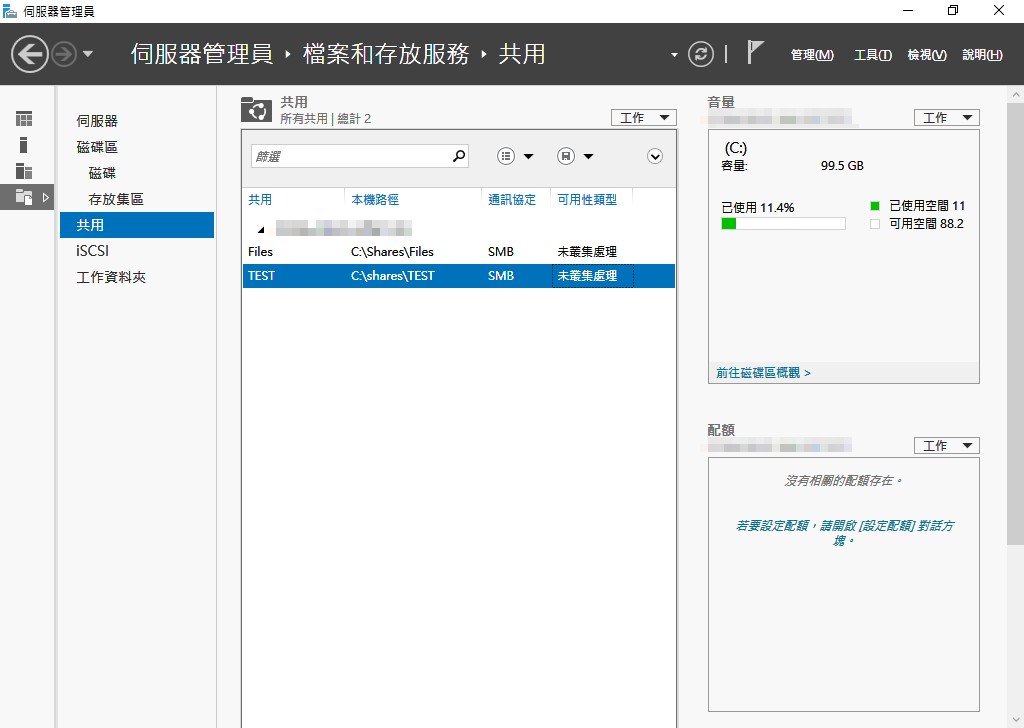 伺服器管理員
伺服器管理員 ‣ 檔案和存放服務 ‣ 共用
管理(M) 工具(T) 檢視(V) 說明(H)
伺服器
磁碟區
磁碟
存放集區
共用
iSCSI
工作資料夾
共用
所有共用 | 總計 2
工作
篩選
共用 本機路徑 通訊協定 可用性類型
Files C:\Shares\Files SMB 未叢集處理
TEST C:\shares\TEST SMB 未叢集處理
音量
工作
(C:)
容量: 99.5 GB
已使用 11.4%
已使用空間 11
可用空間 88.2
前往磁碟區概觀 >
配額
工作
沒有相關的配額存在。
若要設定配額，請開啟 [設定配額] 對話方
塊。